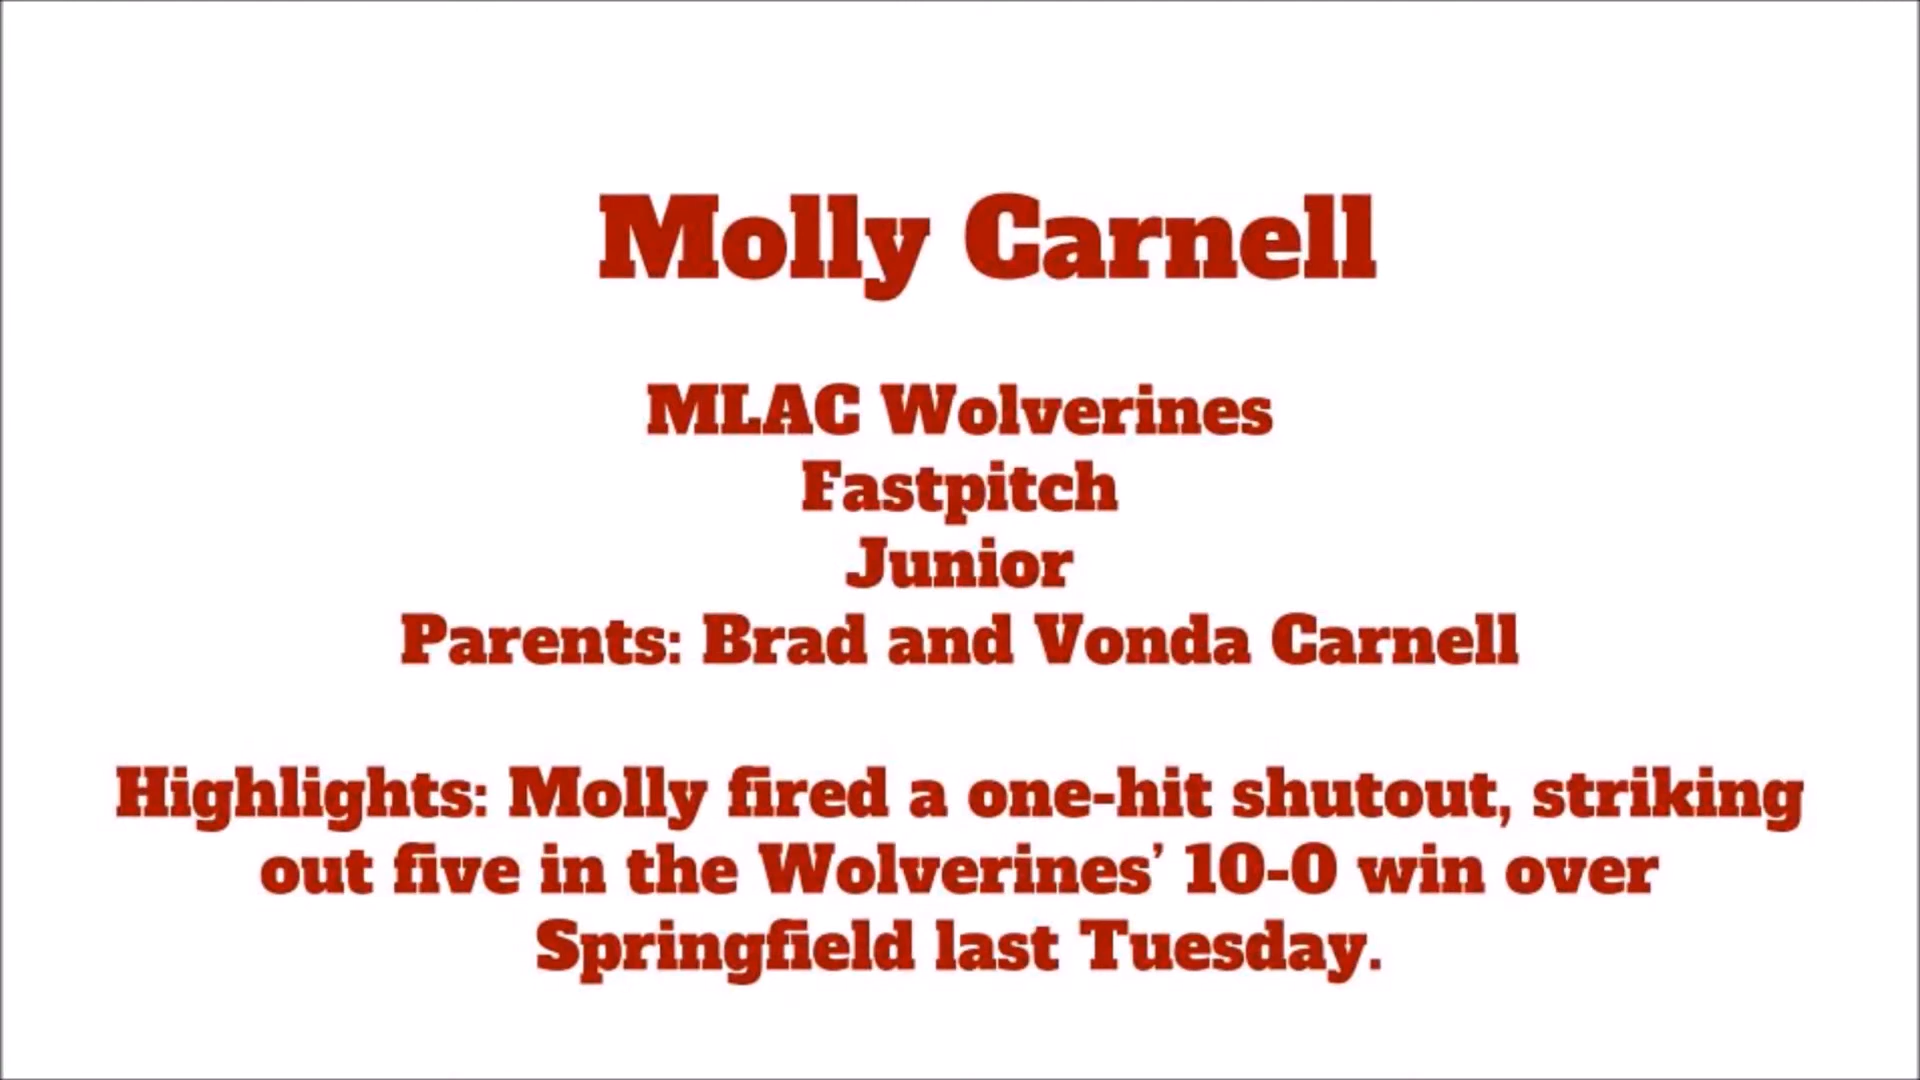 Molly Carnell
MLAC Wolverines
Fastpitch
Junior
Parents: Brad and Vonda Carnell
Highlights: Molly fired a one-hit shutout, striking
out five in the Wolverines’ 10-0 win over
Springfield last Tuesday.